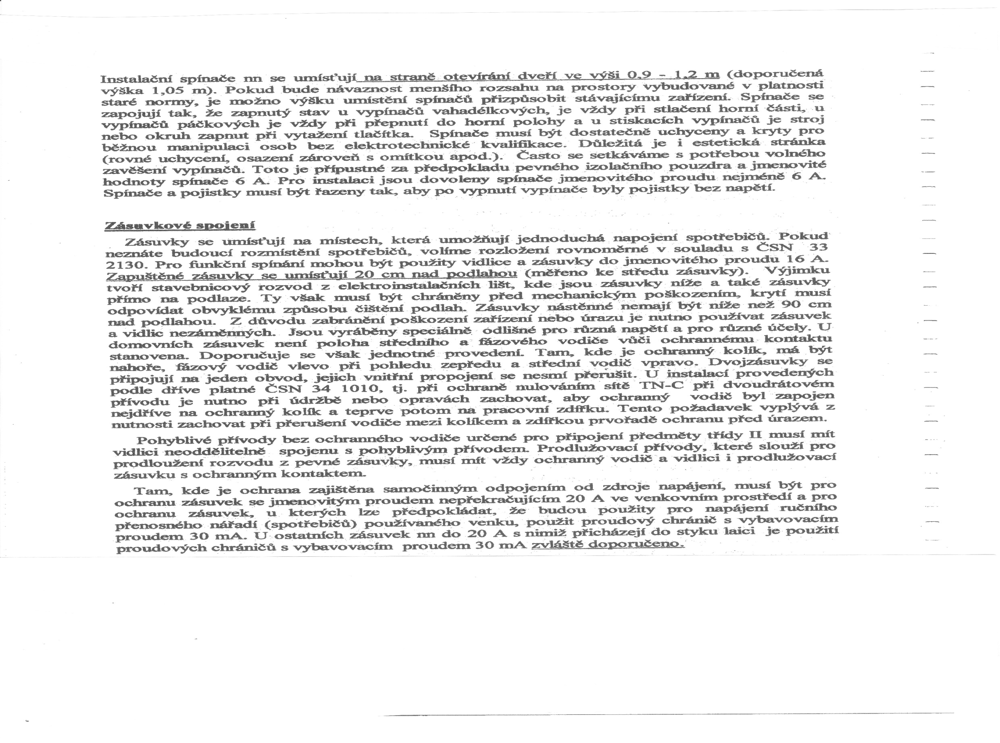 Instalační spínače nn se umísťují na straně otevírání dveří ve výši 0,9 - 1,2 m (doporučená
výška 1,05 m). Pokud bude návaznost menšího rozsahu na prostory vybudované v platnosti
staré normy, je možno výšku umístění spínačů přizpůsobit stávajícímu zařízení. Spínače se
zapojují tak, že zapnutý stav u vypínačů vahadélkových, je vždy při stlačení horní části, u
vypínačů páčkových je vždy při přepnutí do horní polohy a u stiskacích vypínačů je stroj
nebo okruh zapnut při vytažení tlačítka. Spínače musí být dostatečně uchyceny a kryty pro
běžnou manipulaci osob bez elektrotechnické kvalifikace. Důležitá je i estetická stránka
(rovné uchycení, osazení zároveň s omítkou apod.). Často se setkáváme s potřebou volného
zavěšení vypínačů. Toto je přípustné za předpokladu pevného izolačního pouzdra a jmenovité
hodnoty spínače 6 A. Pro instalaci jsou dovoleny spínače jmenovitého proudu nejméně 6 A.
Spínače a pojistky musí být řazeny tak, aby po vypnutí vypínače byly pojistky bez napětí.
Zásuvkové spojení
Zásuvky se umísťují na místech, která umožňují jednoduchá napojení spotřebičů. Pokud
neznáte budoucí rozmístění spotřebičů, volíme rozložení rovnoměrné v souladu s ČSN 33
2130. Pro funkční spínání mohou být použity vidlice a zásuvky do jmenovitého proudu 16 A.
Zapuštěné zásuvky se umísťují 20 cm nad podlahou (měřeno ke středu zásuvky). Výjimku
tvoří stavebnicový rozvod z elektroinstalačních lišt, kde jsou zásuvky níže a také zásuvky
přímo na podlaze. Ty však musí být chráněny před mechanickým poškozením, krytí musí
odpovídat obvyklému způsobu čištění podlah. Zásuvky nástěnné nemají být níže než 90 cm
nad podlahou. Z důvodu zabránění poškození zařízení nebo úrazu je nutno používat zásuvek
a vidlic nezáměnných. Jsou vyráběny speciálně odlišné pro různá napětí a pro různé účely. U
domovních zásuvek není poloha středního a fázového vodiče vůči ochrannému kontaktu
stanovena. Doporučuje se však jednotné provedení. Tam, kde je ochranný kolík, má být
nahoře, fázový vodič vlevo při pohledu zepředu a střední vodič vpravo. Dvojzásuvky se
připojují na jeden obvod, jejich vnitřní propojení se nesmí přerušit. U instalací provedených
podle dříve platné ČSN 34 1010, tj. při ochraně nulováním sítě TN-C při dvoudrátovém
přívodu je nutno při údržbě nebo opravách zachovat, aby ochranný vodič byl zapojen
nejdříve na ochranný kolík a teprve potom na pracovní zdířku. Tento požadavek vyplývá z
nutnosti zachovat při přerušení vodiče mezi kolíkem a zdířkou prvořadě ochranu před úrazem.
Pohyblivé přívody bez ochranného vodiče určené pro připojení předměty třídy II musí mít
vidlici neoddělitelně spojenu s pohyblivým přívodem. Prodlužovací přívody, které slouží pro
prodloužení rozvodu z pevné zásuvky, musí mít vždy ochranný vodič a vidlici i prodlužovací
zásuvku s ochranným kontaktem.
Tam, kde je ochrana zajištěna samočinným odpojením od zdroje napájení, musí být pro
ochranu zásuvek se jmenovitým proudem nepřekračujícím 20 A ve venkovním prostředí a pro
ochranu zásuvek, u kterých lze předpokládat, že budou použity pro napájení ručního
přenosného nářadí (spotřebičů) používaného venku, použit proudový chránič s vybavovacím
proudem 30 mA. U ostatních zásuvek nn do 20 A s nimiž přicházejí do styku laici je použití
proudových chráničů s vybavovacím proudem 30 mA zvláště doporučeno.